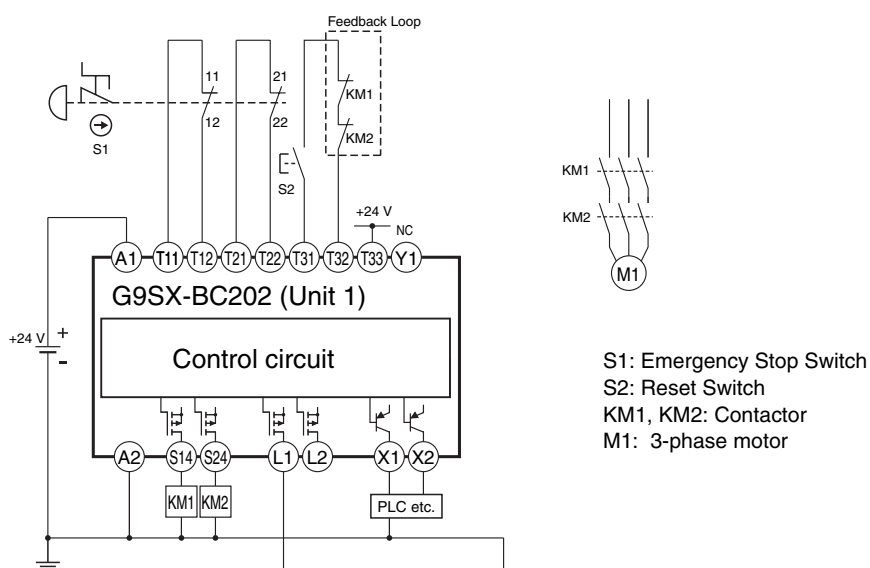 Feedback Loop
11
21
KM1
12
22
KM2
S1
S2
+24 V
NC
A1
T11
T12
T21
T22
T31
T32
T33
Y1
G9SX-BC202 (Unit 1)
+24 V
+
-
Control circuit
A2
S14
S24
L1
L2
X1
X2
KM1
KM2
PLC etc.
KM1
KM2
M1
S1: Emergency Stop Switch
S2: Reset Switch
KM1, KM2: Contactor
M1: 3-phase motor